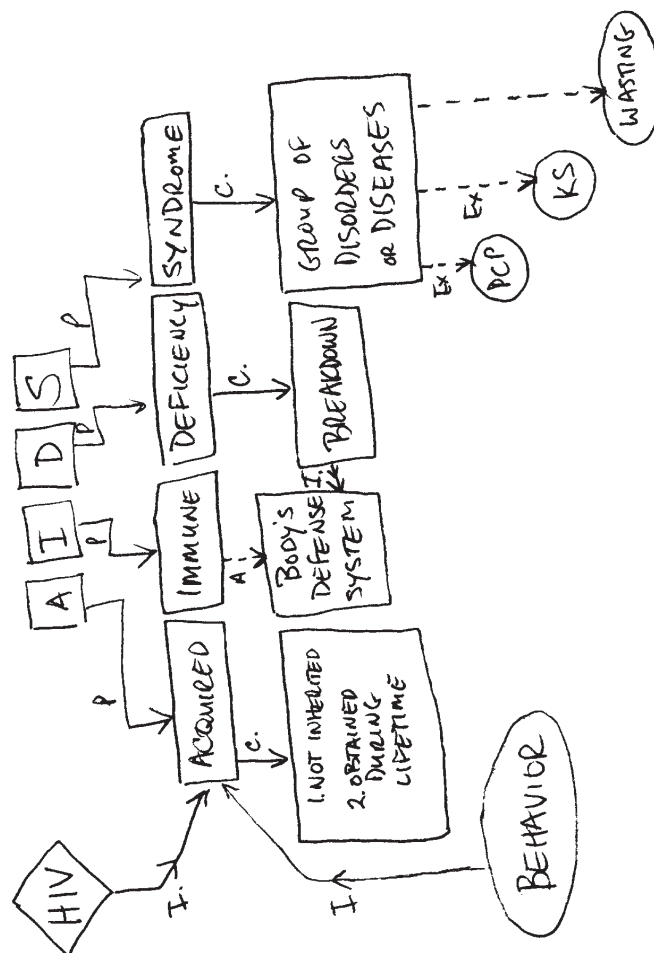 HIV
A
I
D
S
P
P
P
P
I.
I.
ACQUIRED
IMMUNE
DEFICIENCY
SYNDROME
C.
A
C.
C.
1. NOT INHERITED
2. OBTAINED
DURING
LIFETIME
BODY'S
DEFENSE
SYSTEM
I.
BREAKDOWN
GROUP OF
DISORDERS
OR DISEASES
Ex
Ex.
BEHAVIOR
PCP
KS
WASTING